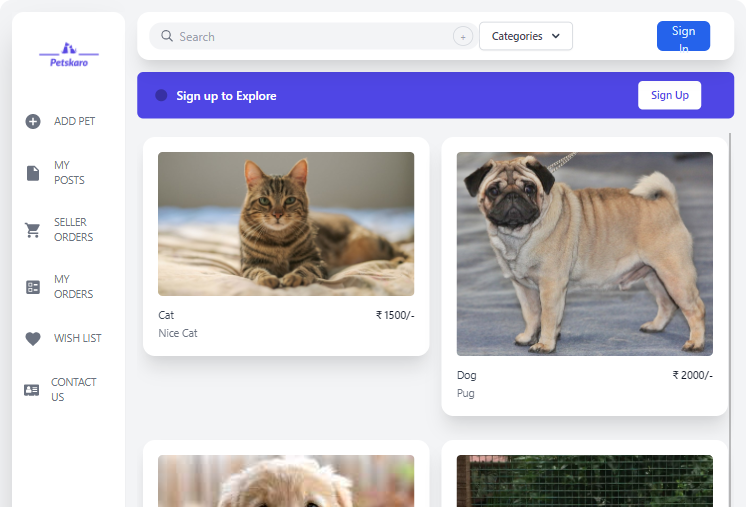 Petskaro
ADD PET
MY
POSTS
SELLER
ORDERS
MY
ORDERS
WISH LIST
CONTACT
US
Search
+
Categories
Sign
In
Sign up to Explore
Sign Up
Cat
₹ 1500/-
Nice Cat
Dog
₹ 2000/-
Pug